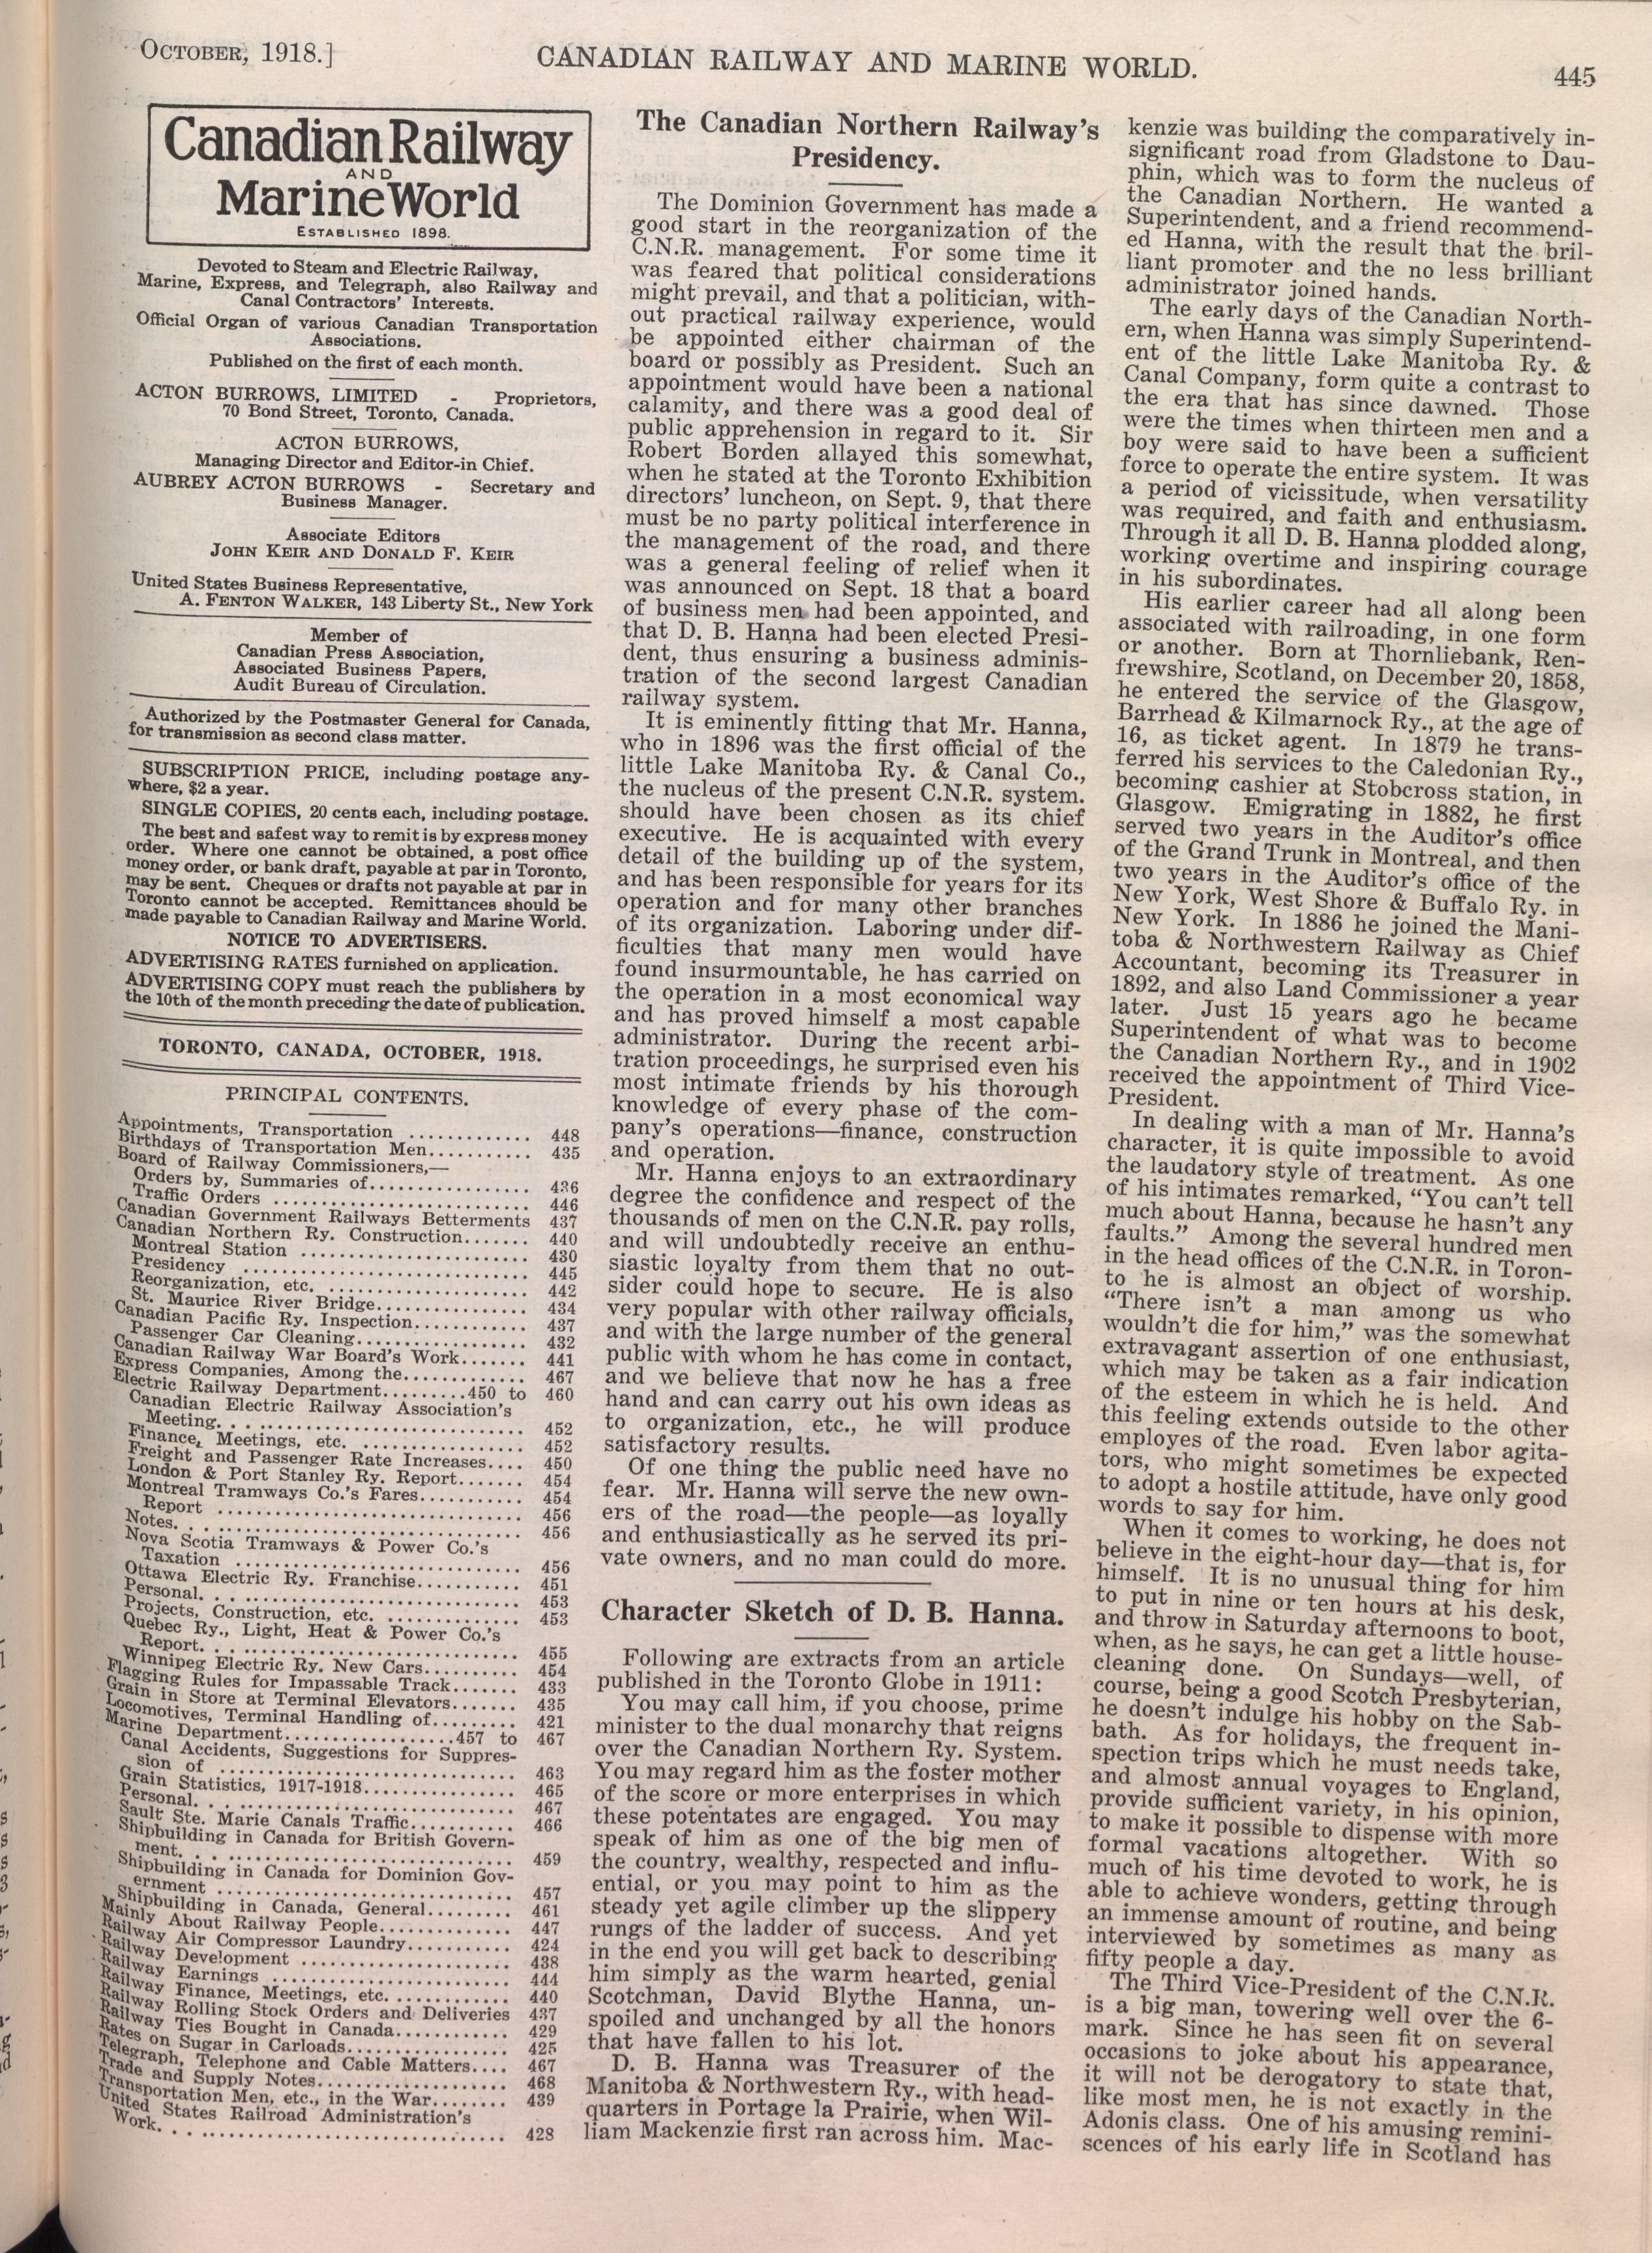 OCTOBER, 1918.]
CANADIAN RAILWAY AND MARINE WORLD.
445
Canadian Railway
AND
Marine World
ESTABLISHED 1898.
Devoted to Steam and Electric Railway,
Marine, Express, and Telegraph, also Railway and
Canal Contractors' Interests.
Official Organ of various Canadian Transportation
Associations.
Published on the first of each month.
ACTON BURROWS, LIMITED - Proprietors,
70 Bond Street, Toronto, Canada.
ACTON BURROWS,
Managing Director and Editor-in Chief.
AUBREY ACTON BURROWS - Secretary and
Business Manager.
Associate Editors
JOHN KEIR AND DONALD F. KEIR
United States Business Representative,
A. FENTON WALKER, 143 Liberty St., New York
Member of
Canadian Press Association,
Associated Business Papers,
Audit Bureau of Circulation.
Authorized by the Postmaster General for Canada,
for transmission as second class matter.
SUBSCRIPTION PRICE, including postage any-
where, $2 a year.
SINGLE COPIES, 20 cents each, including postage.
The best and safest way to remit is by express money
order. Where one cannot be obtained, a post office
money order, or bank draft, payable at par in Toronto,
may be sent. Cheques or drafts not payable at par in
Toronto cannot be accepted. Remittances should be
made payable to Canadian Railway and Marine World.
NOTICE TO ADVERTISERS.
ADVERTISING RATES furnished on application.
ADVERTISING COPY must reach the publishers by
the 10th of the month preceding the date of publication.
TORONTO, CANADA, OCTOBER, 1918.
PRINCIPAL CONTENTS.
Appointments, Transportation ............. 448
Birthdays of Transportation Men........... 435
Board of Railway Commissioners,—
Orders by, Summaries of................. 436
Traffic Orders ............................ 446
Canadian Government Railways Betterments 437
Canadian Northern Ry. Construction....... 440
Montreal Station ........................ 430
Presidency .............................. 445
Reorganization, etc. ..................... 442
St. Maurice River Bridge................ 434
Canadian Pacific Ry. Inspection............ 437
Passenger Car Cleaning................. 432
Canadian Railway War Board's Work....... 441
Express Companies, Among the............. 467
Electric Railway Department.........450 to 460
Canadian Electric Railway Association's
Meeting. . ............................. 452
Finance, Meetings, etc. .................. 452
Freight and Passenger Rate Increases.... 450
London & Port Stanley Ry. Report....... 454
Montreal Tramways Co.'s Fares........... 454
Report ................................ 456
Notes. . ................................. 456
Nova Scotia Tramways & Power Co.'s
Taxation .............................. 456
Ottawa Electric Ry. Franchise........... 451
Personal. . .............................. 453
Projects, Construction, etc. .............. 453
Quebec Ry., Light, Heat & Power Co.'s
Report. . .............................. 455
Winnipeg Electric Ry. New Cars.......... 454
Flagging Rules for Impassable Track....... 433
Grain in Store at Terminal Elevators....... 435
Locomotives, Terminal Handling of......... 421
Marine Department..................457 to 467
Canal Accidents, Suggestions for Suppres-
sion of ................................ 463
Grain Statistics, 1917-1918............... 465
Personal. . .............................. 467
Sault Ste. Marie Canals Traffic........... 466
Shipbuilding in Canada for British Govern-
ment. . ................................ 459
Shipbuilding in Canada for Dominion Gov-
ernment ................................ 457
Shipbuilding in Canada, General......... 461
Mainly About Railway People.............. 447
Railway Air Compressor Laundry........... 424
Railway Development ...................... 438
Railway Earnings ......................... 444
Railway Finance, Meetings, etc. ............ 440
Railway Rolling Stock Orders and Deliveries 437
Railway Ties Bought in Canada............ 429
Rates on Sugar in Carloads................. 425
Telegraph, Telephone and Cable Matters.... 467
Trade and Supply Notes.................... 468
Transportation Men, etc., in the War........ 439
United States Railroad Administration's
Work. . ................................. 428
The Canadian Northern Railway's
Presidency.
The Dominion Government has made a
good start in the reorganization of the
C.N.R. management. For some time it
was feared that political considerations
might prevail, and that a politician, with-
out practical railway experience, would
be appointed either chairman of the
board or possibly as President. Such an
appointment would have been a national
calamity, and there was a good deal of
public apprehension in regard to it. Sir
Robert Borden allayed this somewhat,
when he stated at the Toronto Exhibition
directors' luncheon, on Sept. 9, that there
must be no party political interference in
the management of the road, and there
was a general feeling of relief when it
was announced on Sept. 18 that a board
of business men had been appointed, and
that D. B. Hanna had been elected Presi-
dent, thus ensuring a business adminis-
tration of the second largest Canadian
railway system.
It is eminently fitting that Mr. Hanna,
who in 1896 was the first official of the
little Lake Manitoba Ry. & Canal Co.,
the nucleus of the present C.N.R. system.
should have been chosen as its chief
executive. He is acquainted with every
detail of the building up of the system,
and has been responsible for years for its
operation and for many other branches
of its organization. Laboring under dif-
ficulties that many men would have
found insurmountable, he has carried on
the operation in a most economical way
and has proved himself a most capable
administrator. During the recent arbi-
tration proceedings, he surprised even his
most intimate friends by his thorough
knowledge of every phase of the com-
pany's operations—finance, construction
and operation.
Mr. Hanna enjoys to an extraordinary
degree the confidence and respect of the
thousands of men on the C.N.R. pay rolls,
and will undoubtedly receive an enthu-
siastic loyalty from them that no out-
sider could hope to secure. He is also
very popular with other railway officials,
and with the large number of the general
public with whom he has come in contact,
and we believe that now he has a free
hand and can carry out his own ideas as
to organization, etc., he will produce
satisfactory results.
Of one thing the public need have no
fear. Mr. Hanna will serve the new own-
ers of the road—the people—as loyally
and enthusiastically as he served its pri-
vate owners, and no man could do more.
Character Sketch of D. B. Hanna.
Following are extracts from an article
published in the Toronto Globe in 1911:
You may call him, if you choose, prime
minister to the dual monarchy that reigns
over the Canadian Northern Ry. System.
You may regard him as the foster mother
of the score or more enterprises in which
these potentates are engaged. You may
speak of him as one of the big men of
the country, wealthy, respected and influ-
ential, or you may point to him as the
steady yet agile climber up the slippery
rungs of the ladder of success. And yet
in the end you will get back to describing
him simply as the warm hearted, genial
Scotchman, David Blythe Hanna, un-
spoiled and unchanged by all the honors
that have fallen to his lot.
D. B. Hanna was Treasurer of the
Manitoba & Northwestern Ry., with head-
quarters in Portage la Prairie, when Wil-
liam Mackenzie first ran across him. Mac-
kenzie was building the comparatively in-
significant road from Gladstone to Dau-
phin, which was to form the nucleus of
the Canadian Northern. He wanted a
Superintendent, and a friend recommend-
ed Hanna, with the result that the bril-
liant promoter and the no less brilliant
administrator joined hands.
The early days of the Canadian North-
ern, when Hanna was simply Superintend-
ent of the little Lake Manitoba Ry. &
Canal Company, form quite a contrast to
the era that has since dawned. Those
were the times when thirteen men and a
boy were said to have been a sufficient
force to operate the entire system. It was
a period of vicissitude, when versatility
was required, and faith and enthusiasm.
Through it all D. B. Hanna plodded along,
working overtime and inspiring courage
in his subordinates.
His earlier career had all along been
associated with railroading, in one form
or another. Born at Thornliebank, Ren-
frewshire, Scotland, on December 20, 1858,
he entered the service of the Glasgow,
Barrhead & Kilmarnock Ry., at the age of
16, as ticket agent. In 1879 he trans-
ferred his services to the Caledonian Ry.,
becoming cashier at Stobcross station, in
Glasgow. Emigrating in 1882, he first
served two years in the Auditor's office
of the Grand Trunk in Montreal, and then
two years in the Auditor's office of the
New York, West Shore & Buffalo Ry. in
New York. In 1886 he joined the Mani-
toba & Northwestern Railway as Chief
Accountant, becoming its Treasurer in
1892, and also Land Commissioner a year
later. Just 15 years ago he became
Superintendent of what was to become
the Canadian Northern Ry., and in 1902
received the appointment of Third Vice-
President.
In dealing with a man of Mr. Hanna's
character, it is quite impossible to avoid
the laudatory style of treatment. As one
of his intimates remarked, "You can't tell
much about Hanna, because he hasn't any
faults." Among the several hundred men
in the head offices of the C.N.R. in Toron-
to he is almost an object of worship.
"There isn't a man among us who
wouldn't die for him," was the somewhat
extravagant assertion of one enthusiast,
which may be taken as a fair indication
of the esteem in which he is held. And
this feeling extends outside to the other
employes of the road. Even labor agita-
tors, who might sometimes be expected
to adopt a hostile attitude, have only good
words to say for him.
When it comes to working, he does not
believe in the eight-hour day—that is, for
himself. It is no unusual thing for him
to put in nine or ten hours at his desk,
and throw in Saturday afternoons to boot,
when, as he says, he can get a little house-
cleaning done. On Sundays—well, of
course, being a good Scotch Presbyterian,
he doesn't indulge his hobby on the Sab-
bath. As for holidays, the frequent in-
spection trips which he must needs take,
and almost annual voyages to England,
provide sufficient variety, in his opinion,
to make it possible to dispense with more
formal vacations altogether. With so
much of his time devoted to work, he is
able to achieve wonders, getting through
an immense amount of routine, and being
interviewed by sometimes as many as
fifty people a day.
The Third Vice-President of the C.N.R.
is a big man, towering well over the 6-
mark. Since he has seen fit on several
occasions to joke about his appearance,
it will not be derogatory to state that,
like most men, he is not exactly in the
Adonis class. One of his amusing remini-
scences of his early life in Scotland has